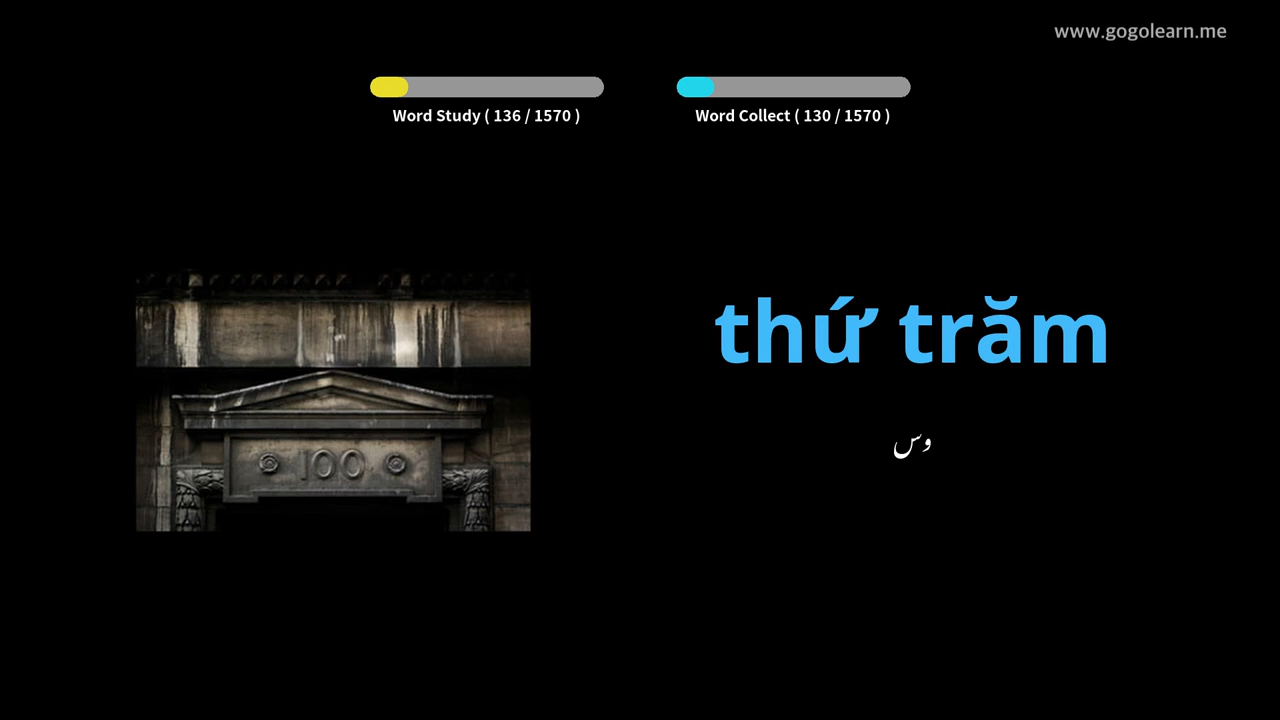 www.gogolearn.me
Word Study ( 136 / 1570 )
Word Collect ( 130 / 1570 )
thứ trăm
وس
100